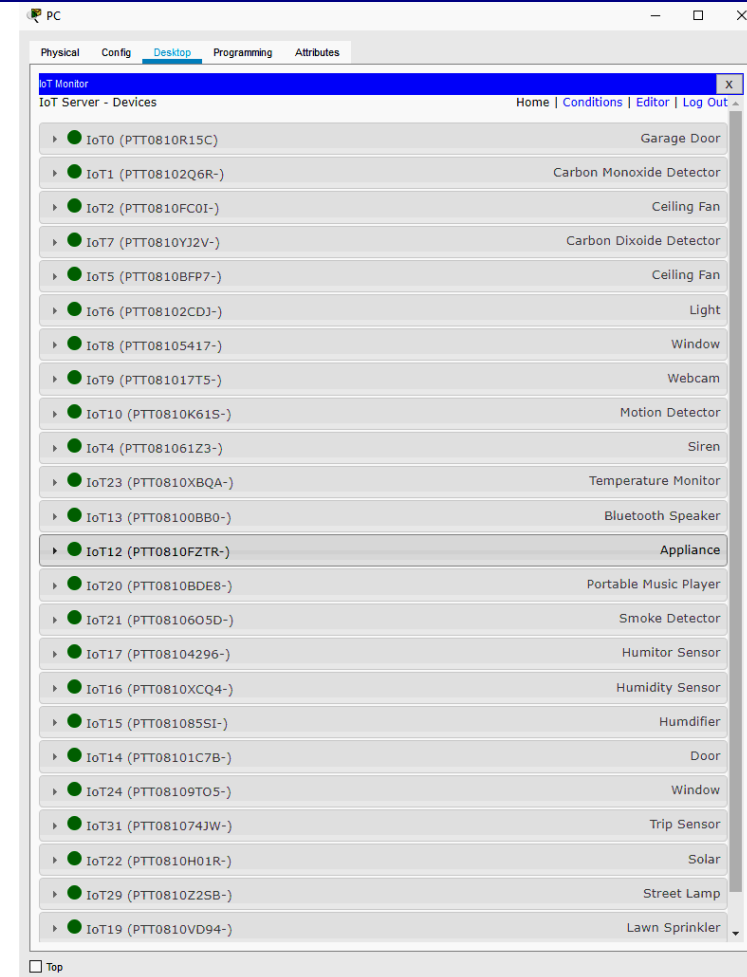 PC
Physical Config Desktop Programming Attributes
IoT Monitor X
IoT Server - Devices Home | Conditions | Editor | Log Out
IoT0 (PTT0810R15C) Garage Door
IoT1 (PTT08102Q6R-) Carbon Monoxide Detector
IoT2 (PTT0810FC0I-) Ceiling Fan
IoT7 (PTT0810YJ2V-) Carbon Dixoide Detector
IoT5 (PTT0810BFP7-) Ceiling Fan
IoT6 (PTT08102CDJ-) Light
IoT8 (PTT08105417-) Window
IoT9 (PTT081017T5-) Webcam
IoT10 (PTT0810K61S-) Motion Detector
IoT4 (PTT081061Z3-) Siren
IoT23 (PTT0810XBQA-) Temperature Monitor
IoT13 (PTT08100BB0-) Bluetooth Speaker
IoT12 (PTT0810FZTR-) Appliance
IoT20 (PTT0810BDE8-) Portable Music Player
IoT21 (PTT08106O5D-) Smoke Detector
IoT17 (PTT08104296-) Humitor Sensor
IoT16 (PTT0810XCQ4-) Humidity Sensor
IoT15 (PTT081085SI-) Humdifier
IoT14 (PTT08101C7B-) Door
IoT24 (PTT08109TO5-) Window
IoT31 (PTT081074JW-) Trip Sensor
IoT22 (PTT0810H01R-) Solar
IoT29 (PTT0810Z2SB-) Street Lamp
IoT19 (PTT0810VD94-) Lawn Sprinkler
Top